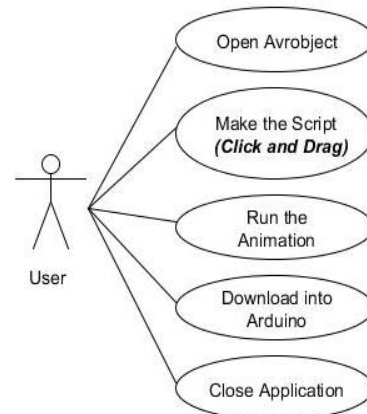 Open Avrobject
Make the Script
(Click and Drag)
Run the
Animation
User
Download into
Arduino
Close Application